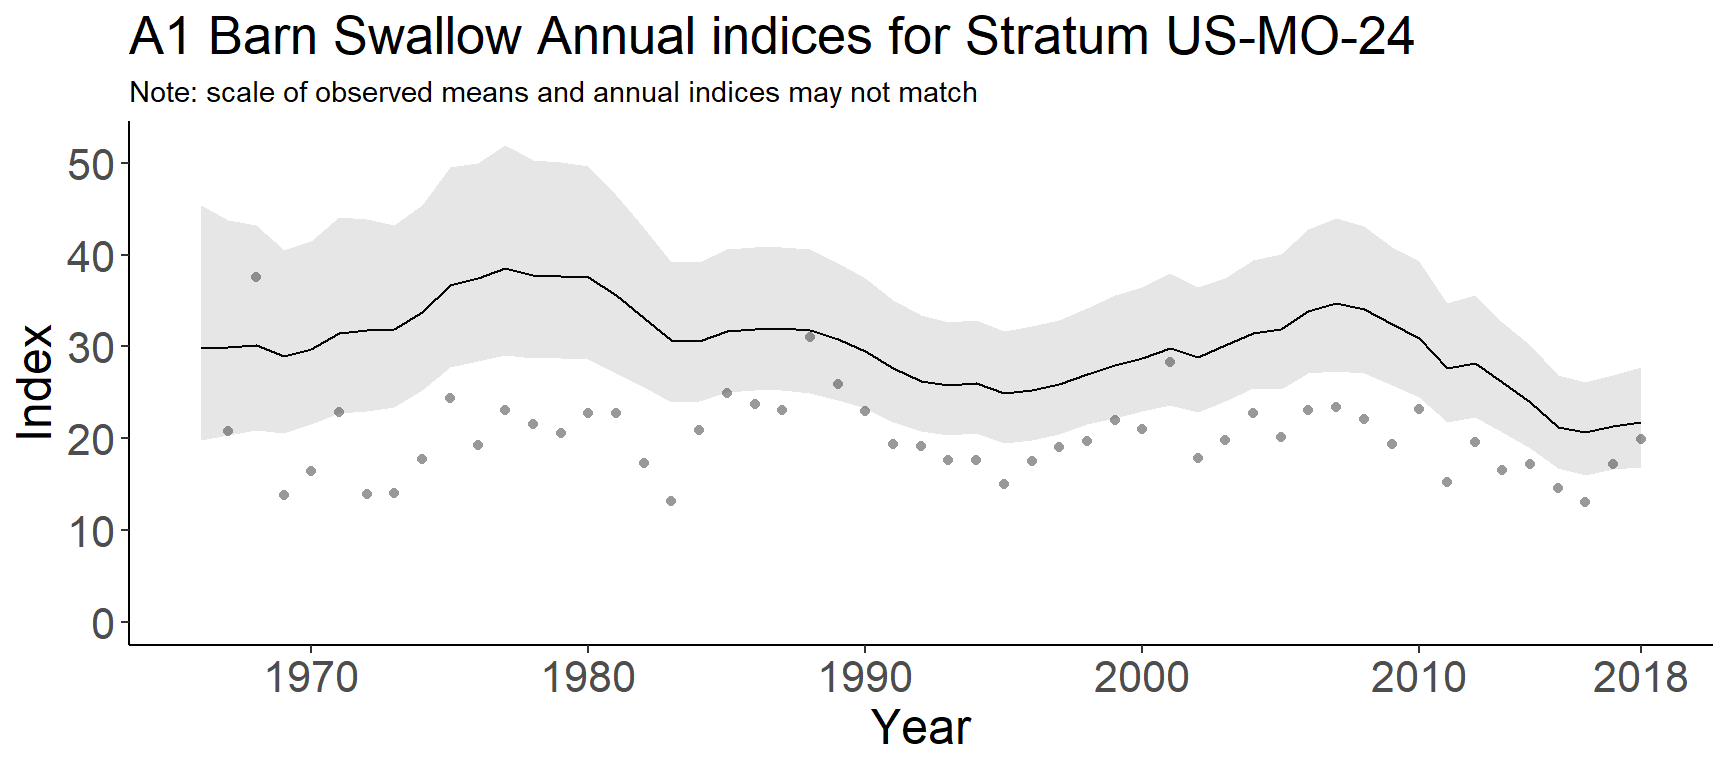 A1 Barn Swallow Annual indices for Stratum US-MO-24
Note: scale of observed means and annual indices may not match
50
40
30
20
10
0
Index
1970 1980 1990 2000 2010 2018
Year